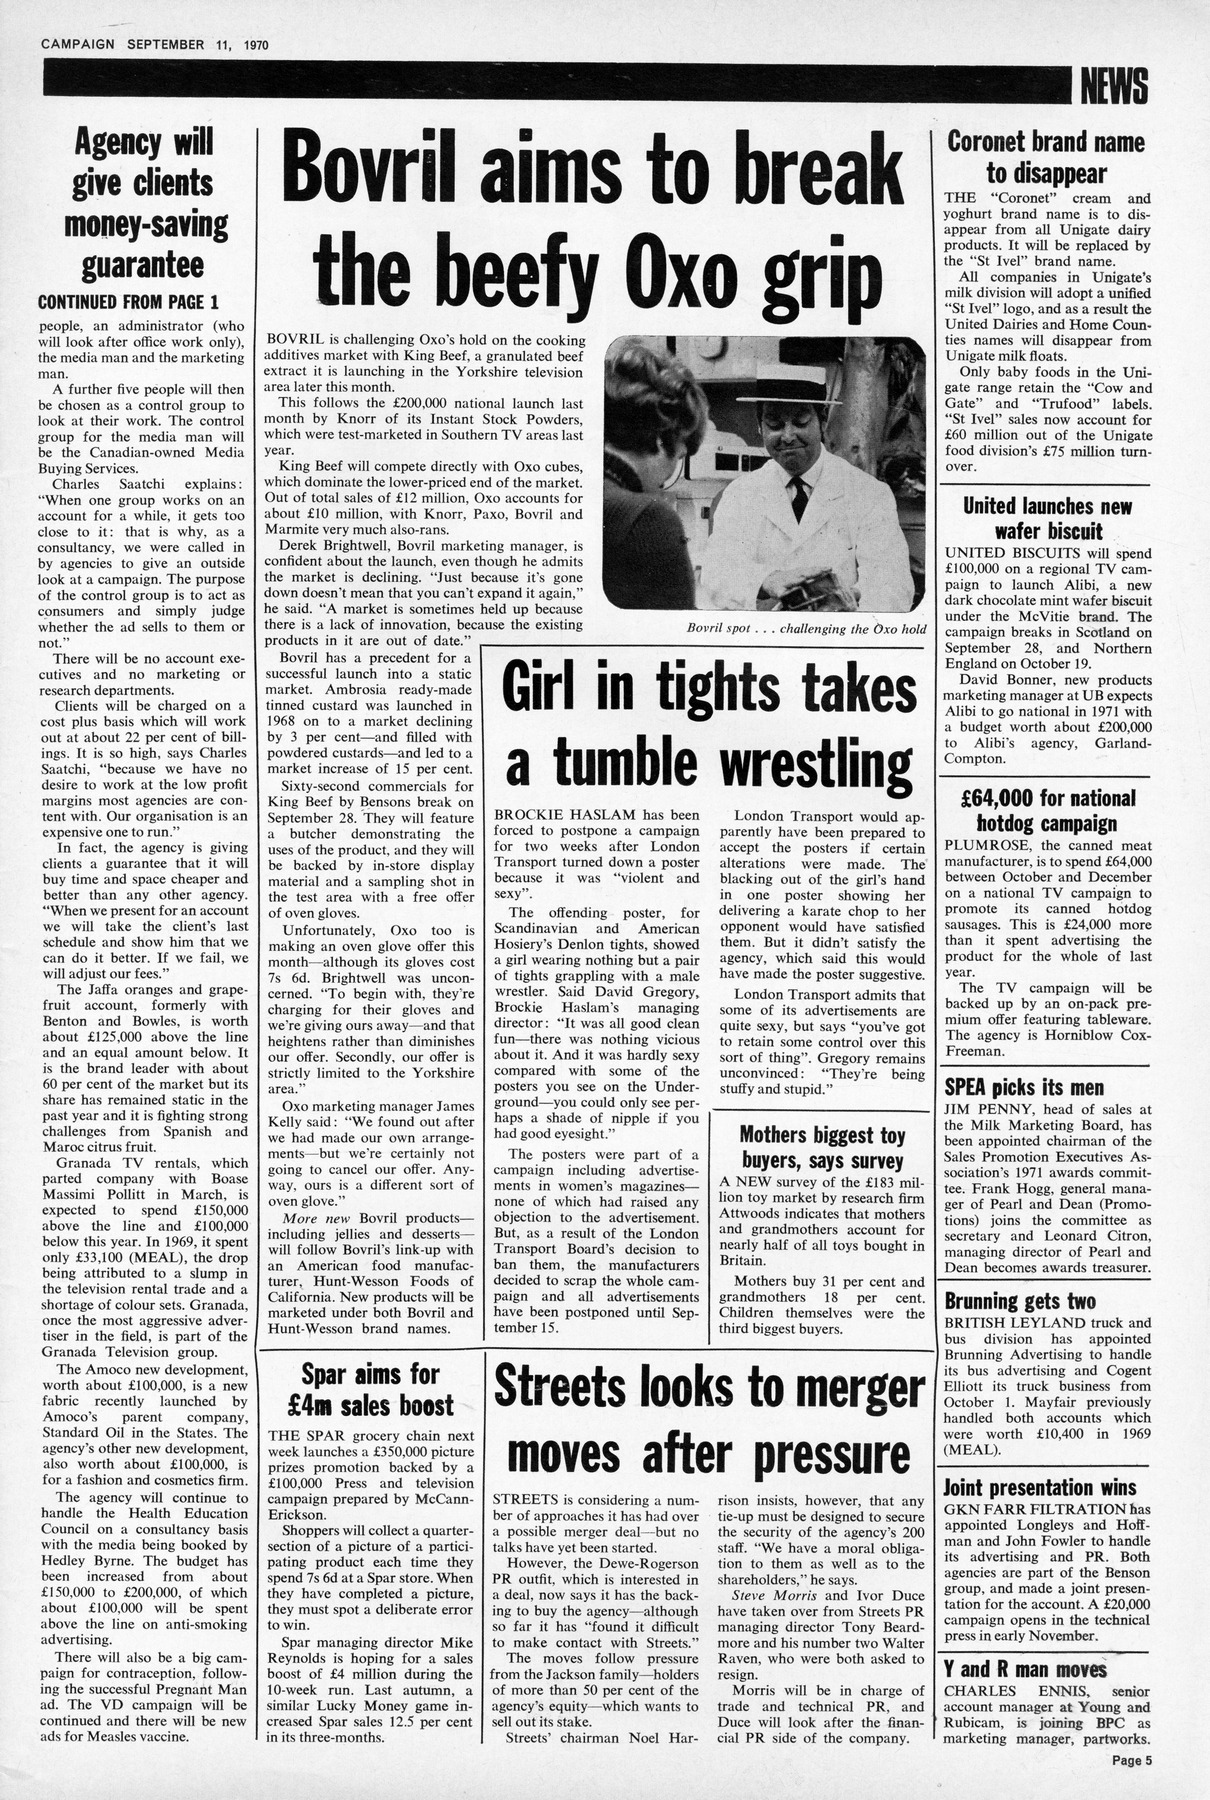 CAMPAIGN SEPTEMBER 11, 1970
NEWS
Agency will
give clients
money-saving
guarantee
CONTINUED FROM PAGE 1
people, an administrator (who
will look after office work only),
the media man and the marketing
man.
A further five people will then
be chosen as a control group to
look at their work. The control
group for the media man will
be the Canadian-owned Media
Buying Services.
Charles Saatchi explains:
“When one group works on an
account for a while, it gets too
close to it: that is why, as a
consultancy, we were called in
by agencies to give an outside
look at a campaign. The purpose
of the control group is to act as
consumers and simply judge
whether the ad sells to them or
not.”
There will be no account exe-
cutives and no marketing or
research departments.
Clients will be charged on a
cost plus basis which will work
out at about 22 per cent of bill-
ings. It is so high, says Charles
Saatchi, “because we have no
desire to work at the low profit
margins most agencies are con-
tent with. Our organisation is an
expensive one to run.”
In fact, the agency is giving
clients a guarantee that it will
buy time and space cheaper and
better than any other agency.
“When we present for an account
we will take the client’s last
schedule and show him that we
can do it better. If we fail, we
will adjust our fees.”
The Jaffa oranges and grape-
fruit account, formerly with
Benton and Bowles, is worth
about £125,000 above the line
and an equal amount below. It
is the brand leader with about
60 per cent of the market but its
share has remained static in the
past year and it is fighting strong
challenges from Spanish and
Maroc citrus fruit.
Granada TV rentals, which
parted company with Boase
Massimi Pollitt in March, is
expected to spend £150,000
above the line and £100,000
below this year. In 1969, it spent
only £33,100 (MEAL), the drop
being attributed to a slump in
the television rental trade and a
shortage of colour sets. Granada,
once the most aggressive adver-
tiser in the field, is part of the
Granada Television group.
The Amoco new development,
worth about £100,000, is a new
fabric recently launched by
Amoco’s parent company,
Standard Oil in the States. The
agency’s other new development,
also worth about £100,000, is
for a fashion and cosmetics firm.
The agency will continue to
handle the Health Education
Council on a consultancy basis
with the media being booked by
Hedley Byrne. The budget has
been increased from about
£150,000 to £200,000, of which
about £100,000 will be spent
above the line on anti-smoking
advertising.
There will also be a big cam-
paign for contraception, follow-
ing the successful Pregnant Man
ad. The VD campaign will be
continued and there will be new
ads for Measles vaccine.
Bovril aims to break
the beefy Oxo grip
BOVRIL is challenging Oxo’s hold on the cooking
additives market with King Beef, a granulated beef
extract it is launching in the Yorkshire television
area later this month.
This follows the £200,000 national launch last
month by Knorr of its Instant Stock Powders,
which were test-marketed in Southern TV areas last
year.
King Beef will compete directly with Oxo cubes,
which dominate the lower-priced end of the market.
Out of total sales of £12 million, Oxo accounts for
about £10 million, with Knorr, Paxo, Bovril and
Marmite very much also-rans.
Derek Brightwell, Bovril marketing manager, is
confident about the launch, even though he admits
the market is declining. “Just because it’s gone
down doesn’t mean that you can’t expand it again,”
he said. “A market is sometimes held up because
there is a lack of innovation, because the existing
products in it are out of date.”
Bovril has a precedent for a
successful launch into a static
market. Ambrosia ready-made
tinned custard was launched in
1968 on to a market declining
by 3 per cent—and filled with
powdered custards—and led to a
market increase of 15 per cent.
Sixty-second commercials for
King Beef by Bensons break on
September 28. They will feature
a butcher demonstrating the
uses of the product, and they will
be backed by in-store display
material and a sampling shot in
the test area with a free offer
of oven gloves.
Unfortunately, Oxo too is
making an oven glove offer this
month—although its gloves cost
7s 6d. Brightwell was uncon-
cerned. “To begin with, they’re
charging for their gloves and
we’re giving ours away—and that
heightens rather than diminishes
our offer. Secondly, our offer is
strictly limited to the Yorkshire
area.”
Oxo marketing manager James
Kelly said: “We found out after
we had made our own arrange-
ments—but we’re certainly not
going to cancel our offer. Any-
way, ours is a different sort of
oven glove.”
More new Bovril products—
including jellies and desserts—
will follow Bovril’s link-up with
an American food manufac-
turer, Hunt-Wesson Foods of
California. New products will be
marketed under both Bovril and
Hunt-Wesson brand names.
Bovril spot . . . challenging the Oxo hold
Girl in tights takes
a tumble wrestling
BROCKIE HASLAM has been
forced to postpone a campaign
for two weeks after London
Transport turned down a poster
because it was “violent and
sexy”.
The offending poster, for
Scandinavian and American
Hosiery’s Denlon tights, showed
a girl wearing nothing but a pair
of tights grappling with a male
wrestler. Said David Gregory,
Brockie Haslam’s managing
director: “It was all good clean
fun—there was nothing vicious
about it. And it was hardly sexy
compared with some of the
posters you see on the Under-
ground—you could only see per-
haps a shade of nipple if you
had good eyesight.”
The posters were part of a
campaign including advertise-
ments in women’s magazines—
none of which had raised any
objection to the advertisement.
But, as a result of the London
Transport Board’s decision to
ban them, the manufacturers
decided to scrap the whole cam-
paign and all advertisements
have been postponed until Sep-
tember 15.
London Transport would ap-
parently have been prepared to
accept the posters if certain
alterations were made. The
blacking out of the girl’s hand
in one poster showing her
delivering a karate chop to her
opponent would have satisfied
them. But it didn’t satisfy the
agency, which said this would
have made the poster suggestive.
London Transport admits that
some of its advertisements are
quite sexy, but says “you’ve got
to retain some control over this
sort of thing”. Gregory remains
unconvinced: “They’re being
stuffy and stupid.”
Mothers biggest toy
buyers, says survey
A NEW survey of the £183 mil-
lion toy market by research firm
Attwoods indicates that mothers
and grandmothers account for
nearly half of all toys bought in
Britain.
Mothers buy 31 per cent and
grandmothers 18 per cent.
Children themselves were the
third biggest buyers.
Spar aims for
£4m sales boost
THE SPAR grocery chain next
week launches a £350,000 picture
prizes promotion backed by a
£100,000 Press and television
campaign prepared by McCann-
Erickson.
Shoppers will collect a quarter-
section of a picture of a partici-
pating product each time they
spend 7s 6d at a Spar store. When
they have completed a picture,
they must spot a deliberate error
to win.
Spar managing director Mike
Reynolds is hoping for a sales
boost of £4 million during the
10-week run. Last autumn, a
similar Lucky Money game in-
creased Spar sales 12.5 per cent
in its three-months.
Streets looks to merger
moves after pressure
STREETS is considering a num-
ber of approaches it has had over
a possible merger deal—but no
talks have yet been started.
However, the Dewe-Rogerson
PR outfit, which is interested in
a deal, now says it has the back-
ing to buy the agency—although
so far it has “found it difficult
to make contact with Streets.”
The moves follow pressure
from the Jackson family—holders
of more than 50 per cent of the
agency’s equity—which wants to
sell out its stake.
Streets’ chairman Noel Har-
rison insists, however, that any
tie-up must be designed to secure
the security of the agency’s 200
staff. “We have a moral obliga-
tion to them as well as to the
shareholders,” he says.
Steve Morris and Ivor Duce
have taken over from Streets PR
managing director Tony Beard-
more and his number two Walter
Raven, who were both asked to
resign.
Morris will be in charge of
trade and technical PR, and
Duce will look after the finan-
cial PR side of the company.
Coronet brand name
to disappear
THE “Coronet” cream and
yoghurt brand name is to dis-
appear from all Unigate dairy
products. It will be replaced by
the “St Ivel” brand name.
All companies in Unigate’s
milk division will adopt a unified
“St Ivel” logo, and as a result the
United Dairies and Home Coun-
ties names will disappear from
Unigate milk floats.
Only baby foods in the Uni-
gate range retain the “Cow and
Gate” and “Trufood” labels.
“St Ivel” sales now account for
£60 million out of the Unigate
food division’s £75 million turn-
over.
United launches new
wafer biscuit
UNITED BISCUITS will spend
£100,000 on a regional TV cam-
paign to launch Alibi, a new
dark chocolate mint wafer biscuit
under the McVitie brand. The
campaign breaks in Scotland on
September 28, and Northern
England on October 19.
David Bonner, new products
marketing manager at UB expects
Alibi to go national in 1971 with
a budget worth about £200,000
to Alibi’s agency, Garland-
Compton.
£64,000 for national
hotdog campaign
PLUMROSE, the canned meat
manufacturer, is to spend £64,000
between October and December
on a national TV campaign to
promote its canned hotdog
sausages. This is £24,000 more
than it spent advertising the
product for the whole of last
year.
The TV campaign will be
backed up by an on-pack pre-
mium offer featuring tableware.
The agency is Horniblow Cox-
Freeman.
SPEA picks its men
JIM PENNY, head of sales at
the Milk Marketing Board, has
been appointed chairman of the
Sales Promotion Executives As-
sociation’s 1971 awards commit-
tee. Frank Hogg, general mana-
ger of Pearl and Dean (Promo-
tions) joins the committee as
secretary and Leonard Citron,
managing director of Pearl and
Dean becomes awards treasurer.
Brunning gets two
BRITISH LEYLAND truck and
bus division has appointed
Brunning Advertising to handle
its bus advertising and Cogent
Elliott its truck business from
October 1. Mayfair previously
handled both accounts which
were worth £10,400 in 1969
(MEAL).
Joint presentation wins
GKN FARR FILTRATION has
appointed Longleys and Hoff-
man and John Fowler to handle
its advertising and PR. Both
agencies are part of the Benson
group, and made a joint presen-
tation for the account. A £20,000
campaign opens in the technical
press in early November.
Y and R man moves
CHARLES ENNIS, senior
account manager at Young and
Rubicam, is joining BPC as
marketing manager, partworks.
Page 5